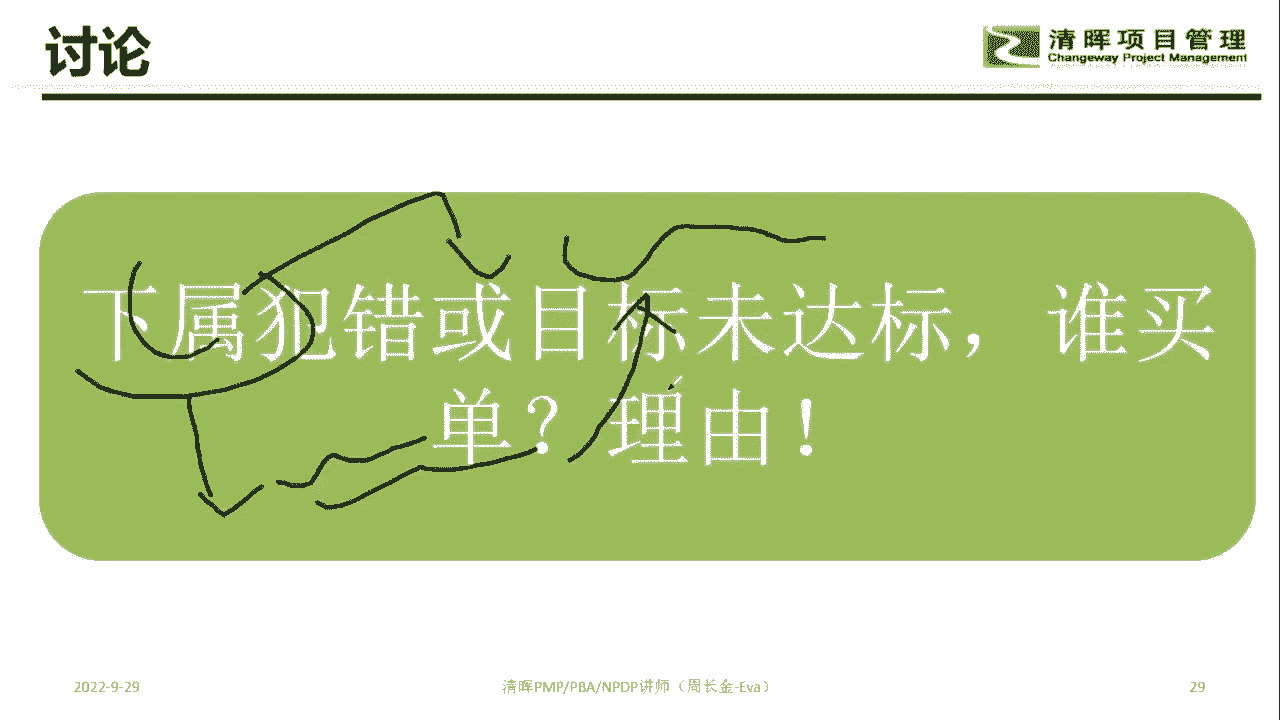 讨论
清晖项目管理
Changeway Project Management
下属犯错或目标未达标，谁买
单？理由！
2022-9-29
清晖PMP/PBA/NPDP讲师（周长金-Eva）
29